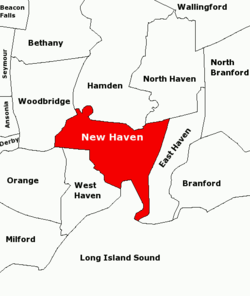 Beacon
Falls
Wallingford
Bethany
Seymour
North Haven
North
Branford
Hamden
Woodbridge
Ansonia
New Haven
Derby
East Haven
Orange
West
Haven
Branford
Milford
Long Island Sound